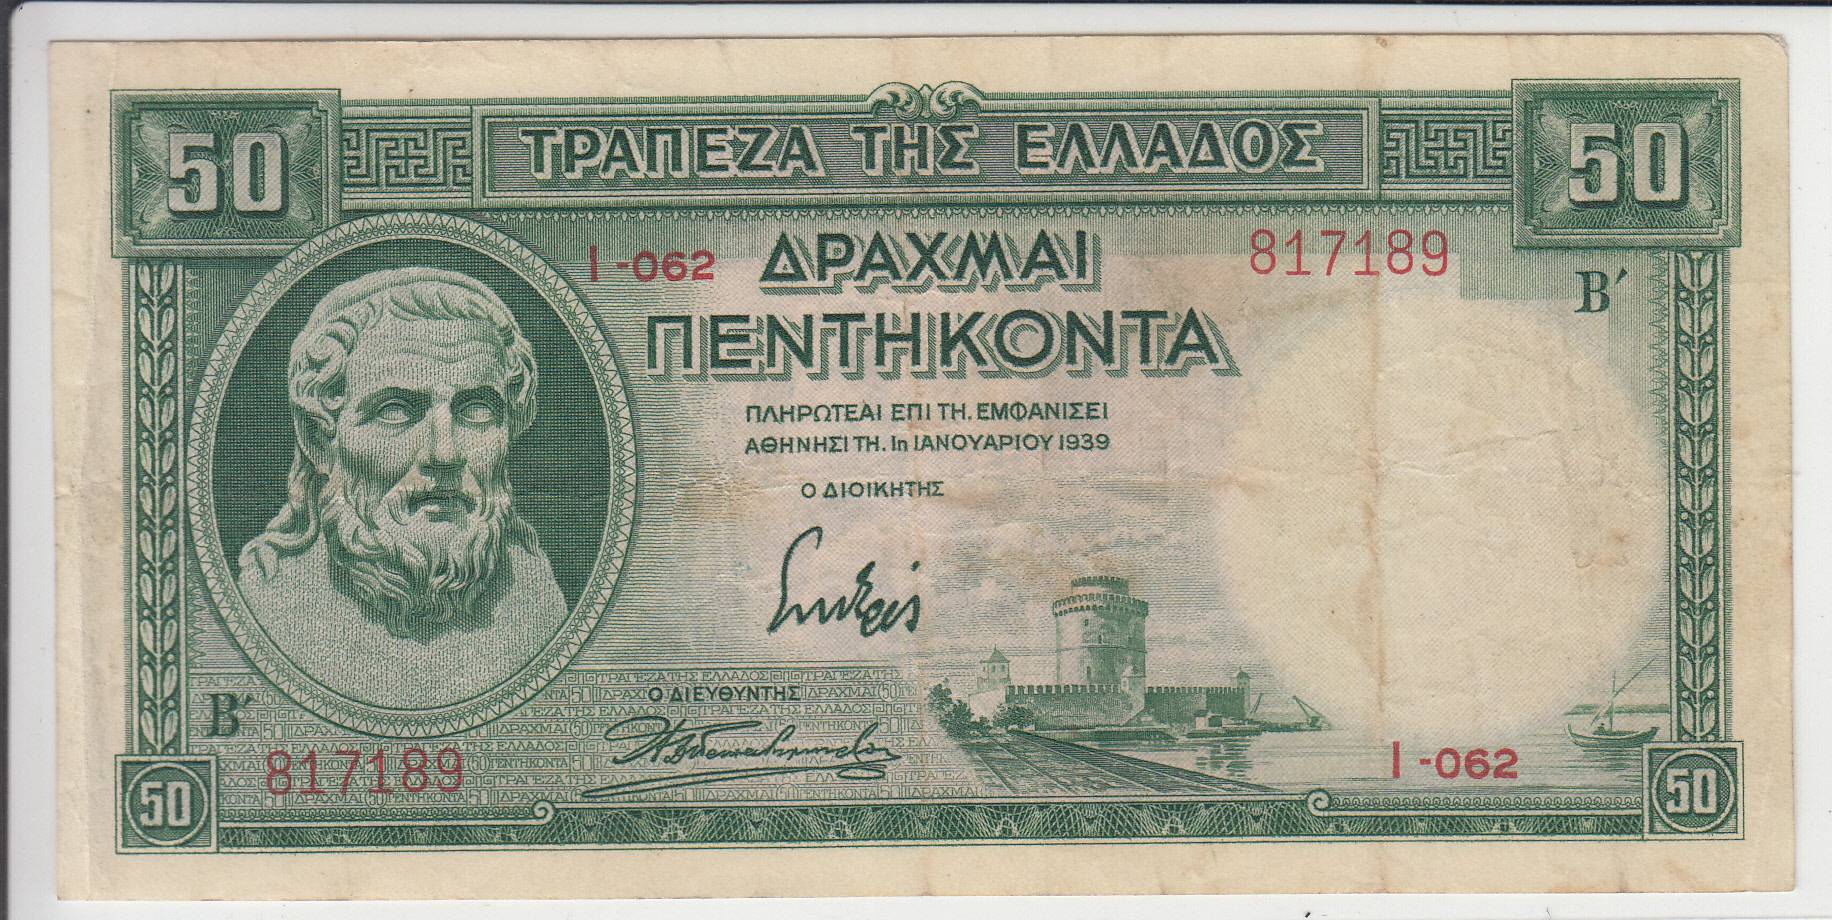 50 ΤΡΑΠΕΖΑ ΤΗΣ ΕΛΛΑΔΟΣ 50
Ι-062 ΔΡΑΧΜΑΙ 817189
ΠΕΝΤΗΚΟΝΤΑ Β΄
ΠΛΗΡΩΤΕΑΙ ΕΠΙ ΤΗ, ΕΜΦΑΝΙΣΕΙ
ΑΘΗΝΗΣΙ ΤΗ, 1η ΙΑΝΟΥΑΡΙΟΥ 1939
Ο ΔΙΟΙΚΗΤΗΣ
Ο ΔΙΕΥΘΥΝΤΗΣ
Β΄
817189 Ι-062
50 50